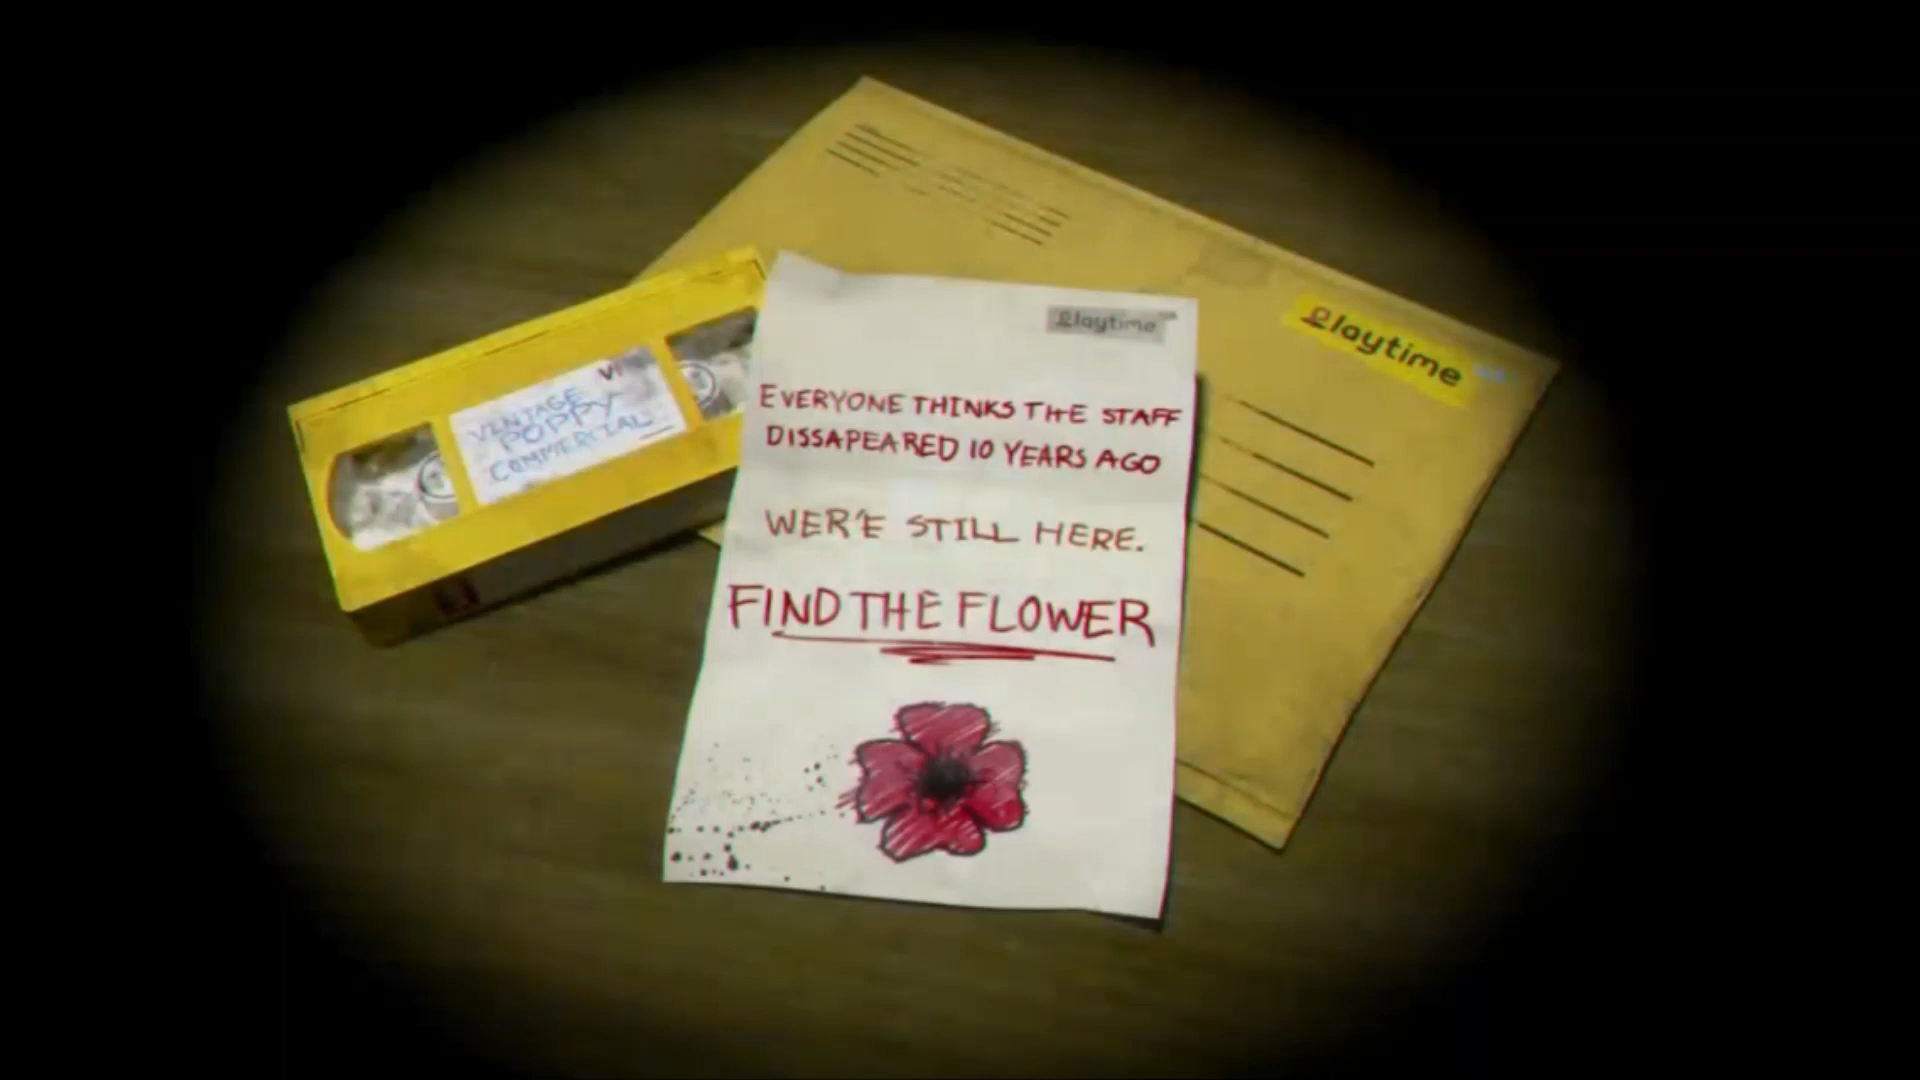 Playtime
EVERYONE THINKS THE STAFF
DISSAPEARED 10 YEARS AGO
WER'E STILL HERE.
FIND THE FLOWER
VINTAGE
POPPY
COMMERCIAL
Playtime